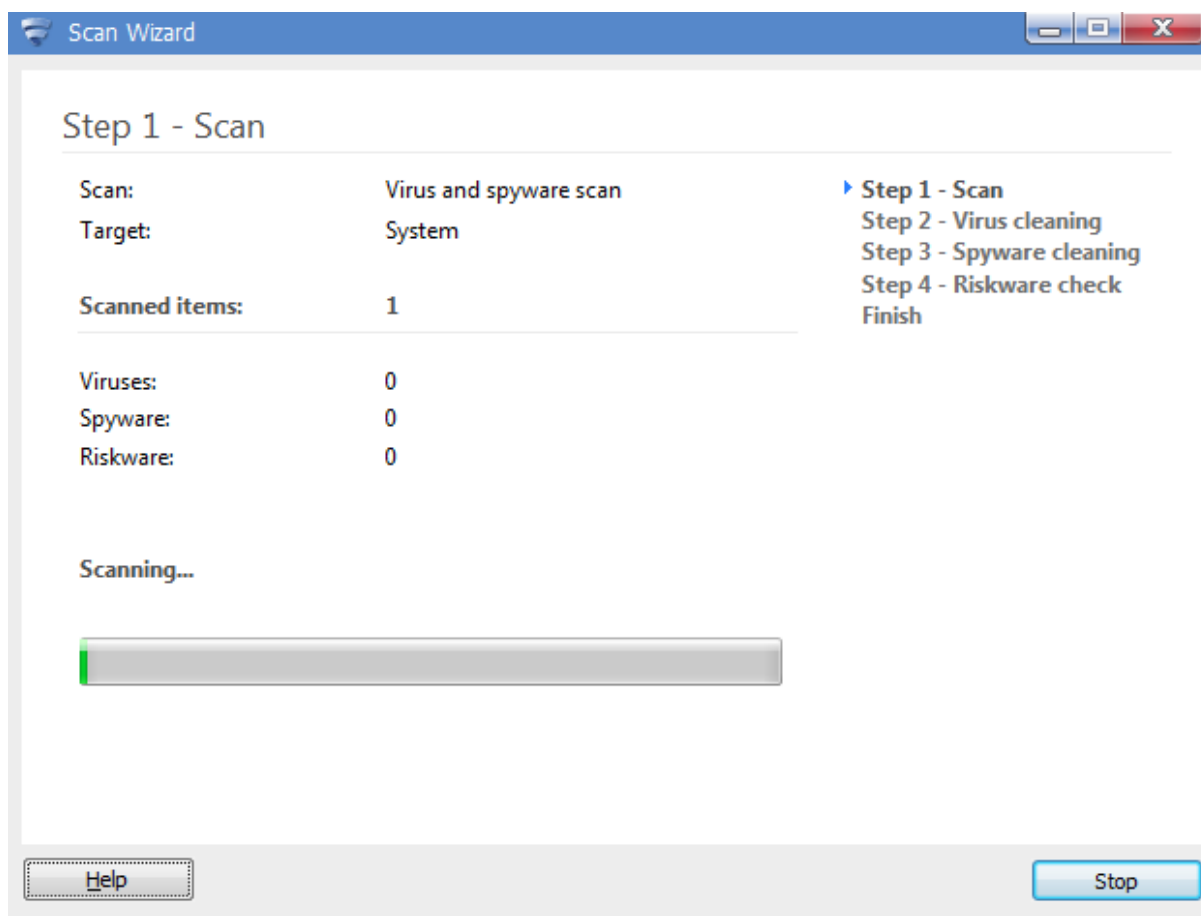 Scan Wizard
Step 1 - Scan
Scan: Virus and spyware scan
Target: System
Scanned items: 1
Viruses: 0
Spyware: 0
Riskware: 0
Scanning...
Step 1 - Scan
Step 2 - Virus cleaning
Step 3 - Spyware cleaning
Step 4 - Riskware check
Finish
Help
Stop